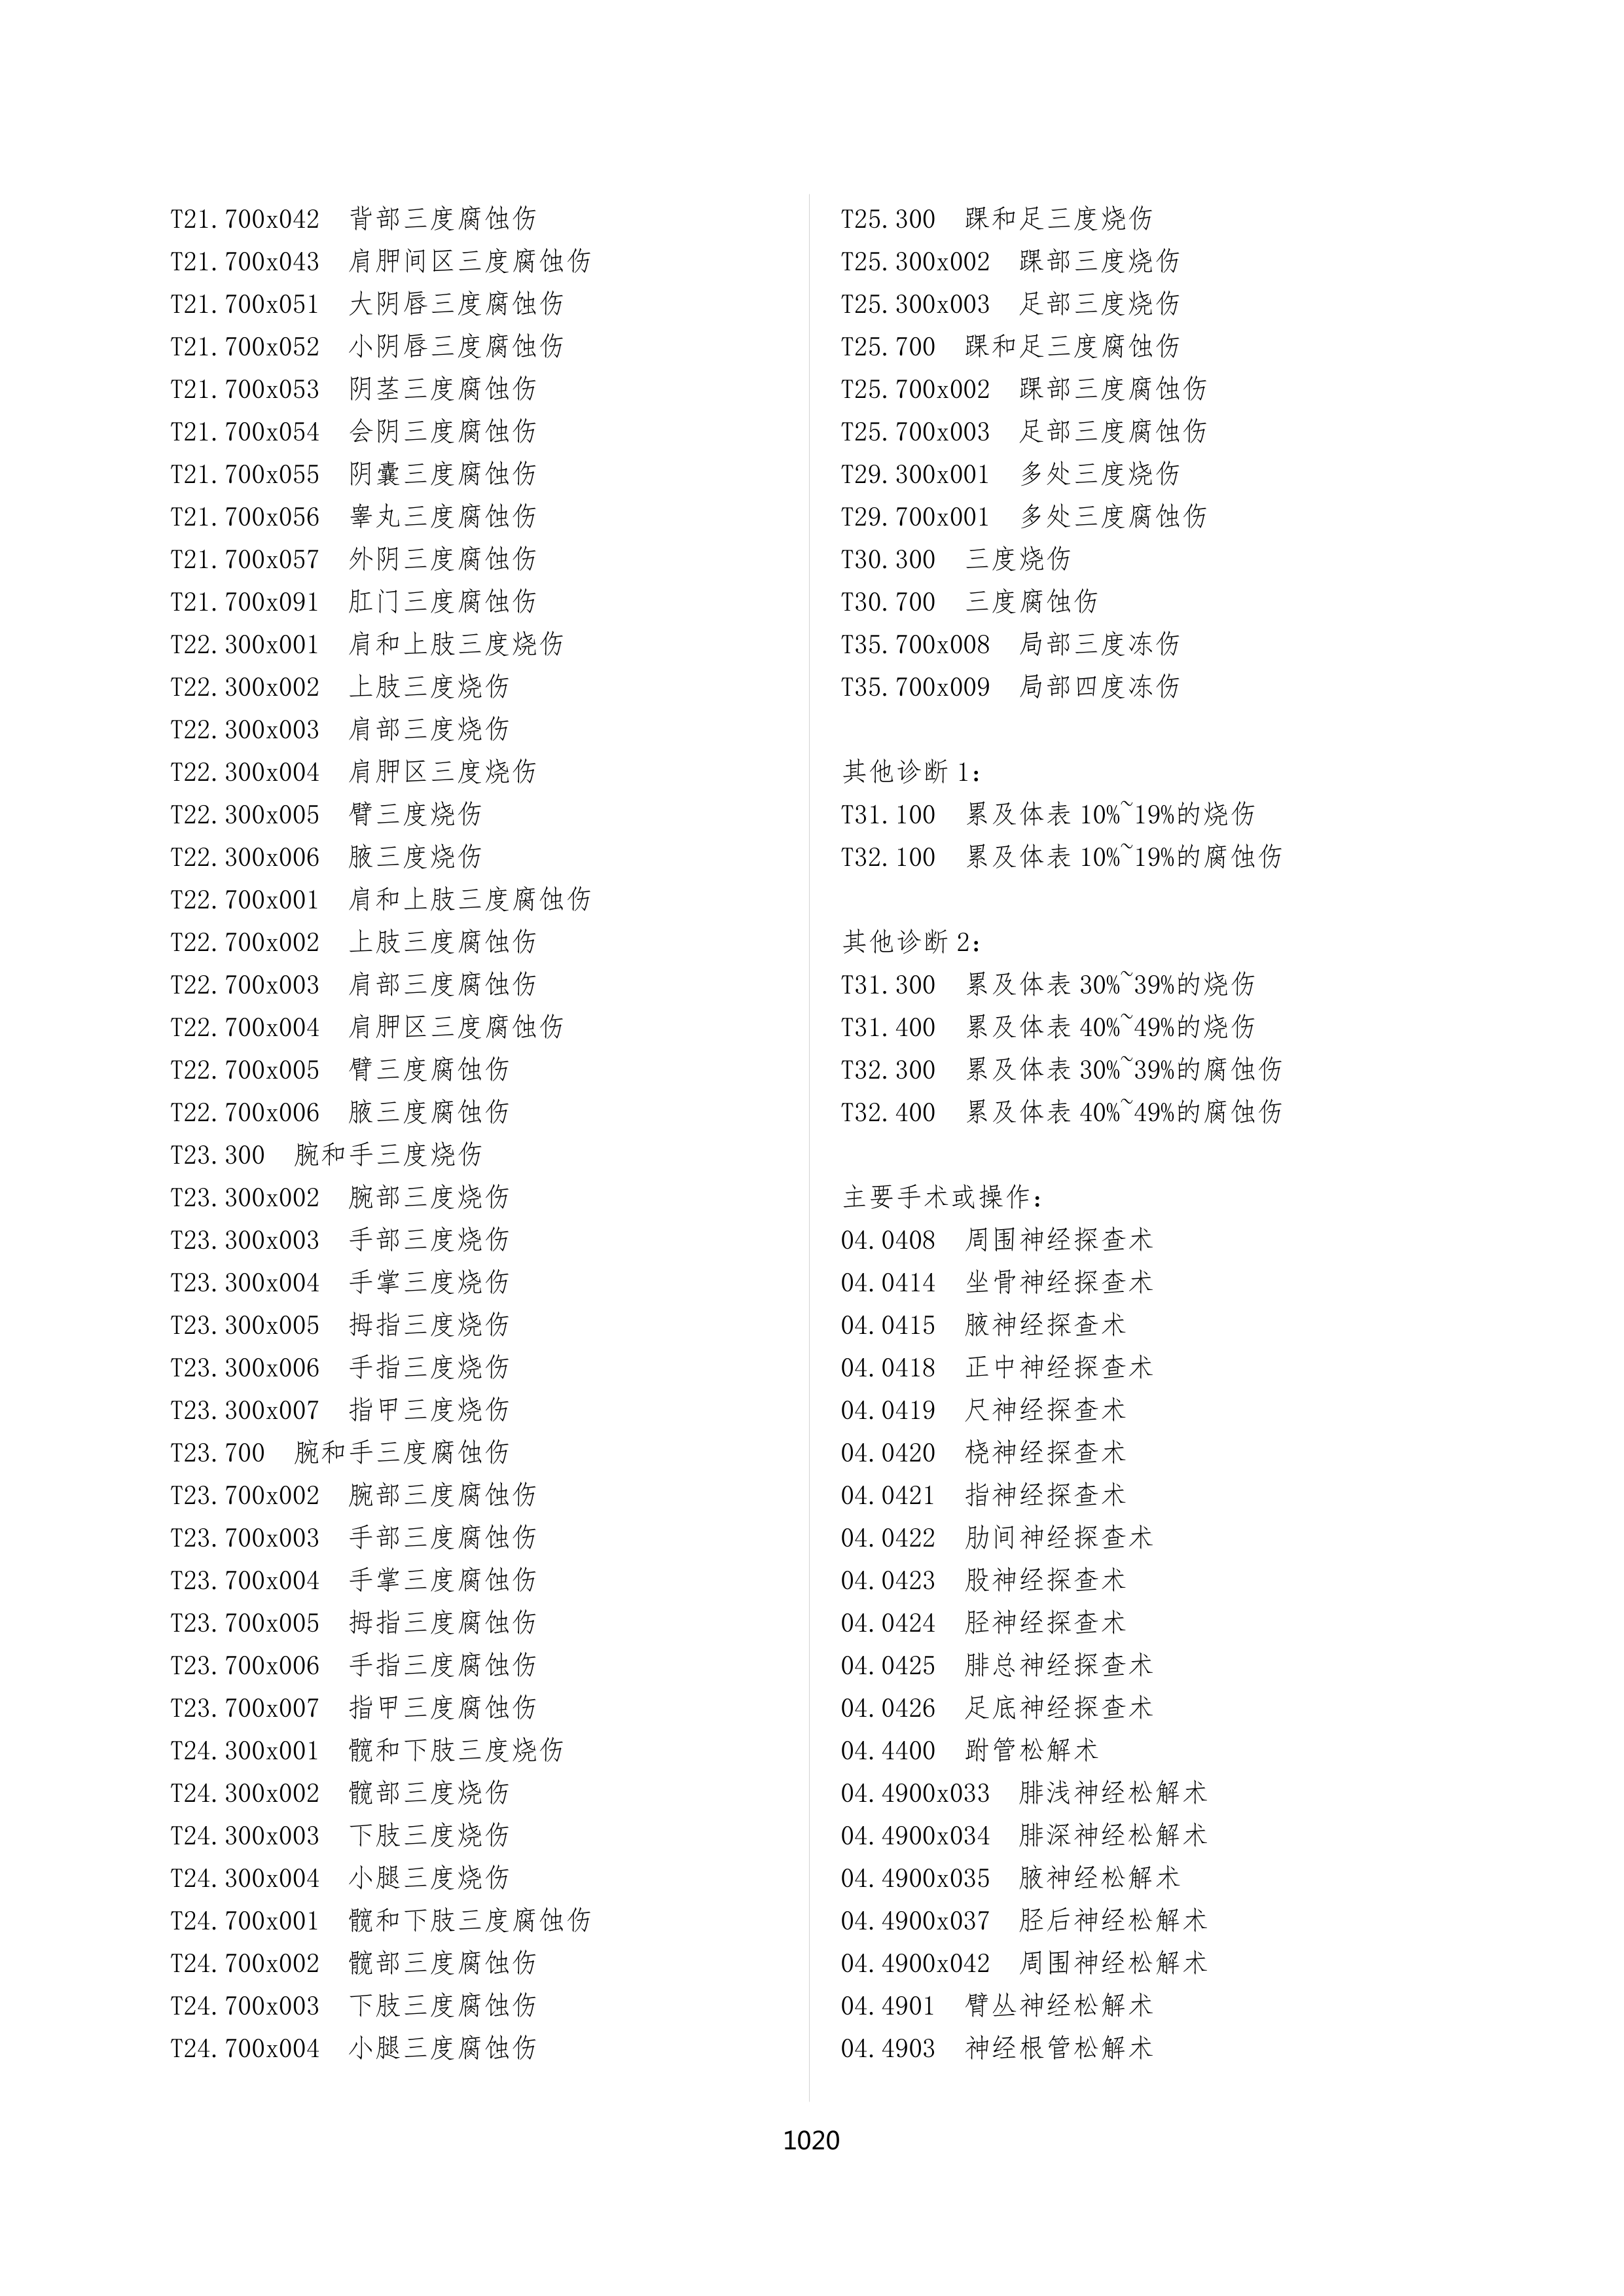 T21.700x042 背部三度腐蚀伤
T21.700x043 肩胛间区三度腐蚀伤
T21.700x051 大阴唇三度腐蚀伤
T21.700x052 小阴唇三度腐蚀伤
T21.700x053 阴茎三度腐蚀伤
T21.700x054 会阴三度腐蚀伤
T21.700x055 阴囊三度腐蚀伤
T21.700x056 睾丸三度腐蚀伤
T21.700x057 外阴三度腐蚀伤
T21.700x091 肛门三度腐蚀伤
T22.300x001 肩和上肢三度烧伤
T22.300x002 上肢三度烧伤
T22.300x003 肩部三度烧伤
T22.300x004 肩胛区三度烧伤
T22.300x005 臂三度烧伤
T22.300x006 腋三度烧伤
T22.700x001 肩和上肢三度腐蚀伤
T22.700x002 上肢三度腐蚀伤
T22.700x003 肩部三度腐蚀伤
T22.700x004 肩胛区三度腐蚀伤
T22.700x005 臂三度腐蚀伤
T22.700x006 腋三度腐蚀伤
T23.300 腕和手三度烧伤
T23.300x002 腕部三度烧伤
T23.300x003 手部三度烧伤
T23.300x004 手掌三度烧伤
T23.300x005 拇指三度烧伤
T23.300x006 手指三度烧伤
T23.300x007 指甲三度烧伤
T23.700 腕和手三度腐蚀伤
T23.700x002 腕部三度腐蚀伤
T23.700x003 手部三度腐蚀伤
T23.700x004 手掌三度腐蚀伤
T23.700x005 拇指三度腐蚀伤
T23.700x006 手指三度腐蚀伤
T23.700x007 指甲三度腐蚀伤
T24.300x001 髋和下肢三度烧伤
T24.300x002 髋部三度烧伤
T24.300x003 下肢三度烧伤
T24.300x004 小腿三度烧伤
T24.700x001 髋和下肢三度腐蚀伤
T24.700x002 髋部三度腐蚀伤
T24.700x003 下肢三度腐蚀伤
T24.700x004 小腿三度腐蚀伤
T25.300 踝和足三度烧伤
T25.300x002 踝部三度烧伤
T25.300x003 足部三度烧伤
T25.700 踝和足三度腐蚀伤
T25.700x002 踝部三度腐蚀伤
T25.700x003 足部三度腐蚀伤
T29.300x001 多处三度烧伤
T29.700x001 多处三度腐蚀伤
T30.300 三度烧伤
T30.700 三度腐蚀伤
T35.700x008 局部三度冻伤
T35.700x009 局部四度冻伤
其他诊断 1:
T31.100 累及体表 10%~19%的烧伤
T32.100 累及体表 10%~19%的腐蚀伤
其他诊断 2:
T31.300 累及体表 30%~39%的烧伤
T31.400 累及体表 40%~49%的烧伤
T32.300 累及体表 30%~39%的腐蚀伤
T32.400 累及体表 40%~49%的腐蚀伤
主要手术或操作:
04.0408 周围神经探查术
04.0414 坐骨神经探查术
04.0415 腋神经探查术
04.0418 正中神经探查术
04.0419 尺神经探查术
04.0420 桡神经探查术
04.0421 指神经探查术
04.0422 肋间神经探查术
04.0423 股神经探查术
04.0424 胫神经探查术
04.0425 腓总神经探查术
04.0426 足底神经探查术
04.4400 跗管松解术
04.4900x033 腓浅神经松解术
04.4900x034 腓深神经松解术
04.4900x035 腋神经松解术
04.4900x037 胫后神经松解术
04.4900x042 周围神经松解术
04.4901 臂丛神经松解术
04.4903 神经根管松解术
1020